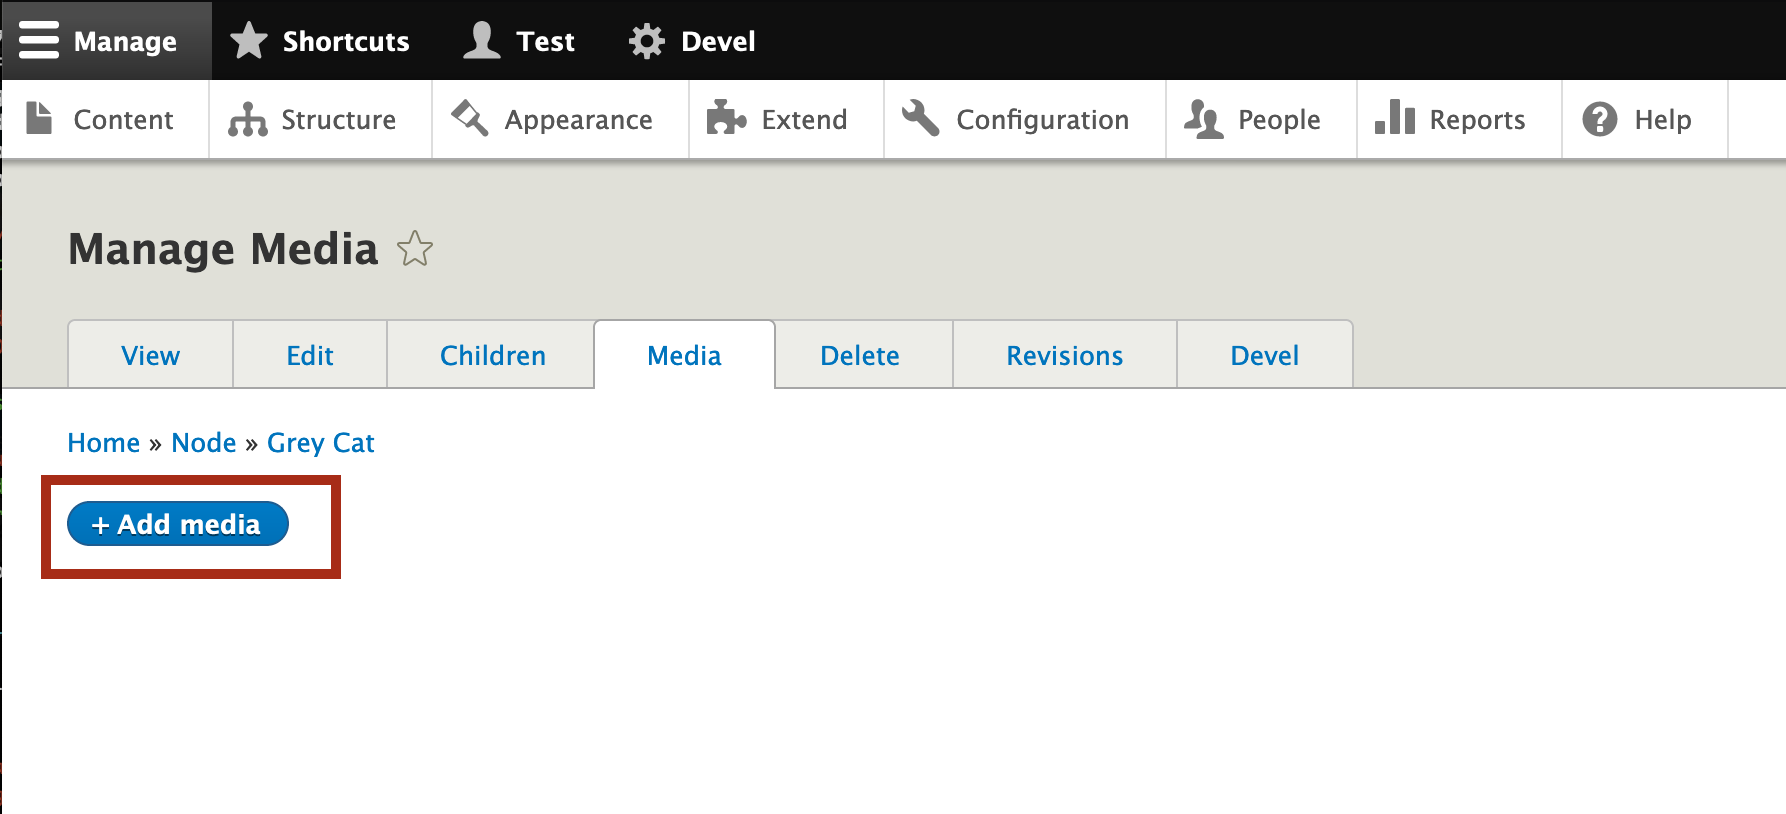 Manage Shortcuts Test Devel
Content Structure Appearance Extend Configuration People Reports Help
Manage Media
View Edit Children Media Delete Revisions Devel
Home » Node » Grey Cat
+ Add media